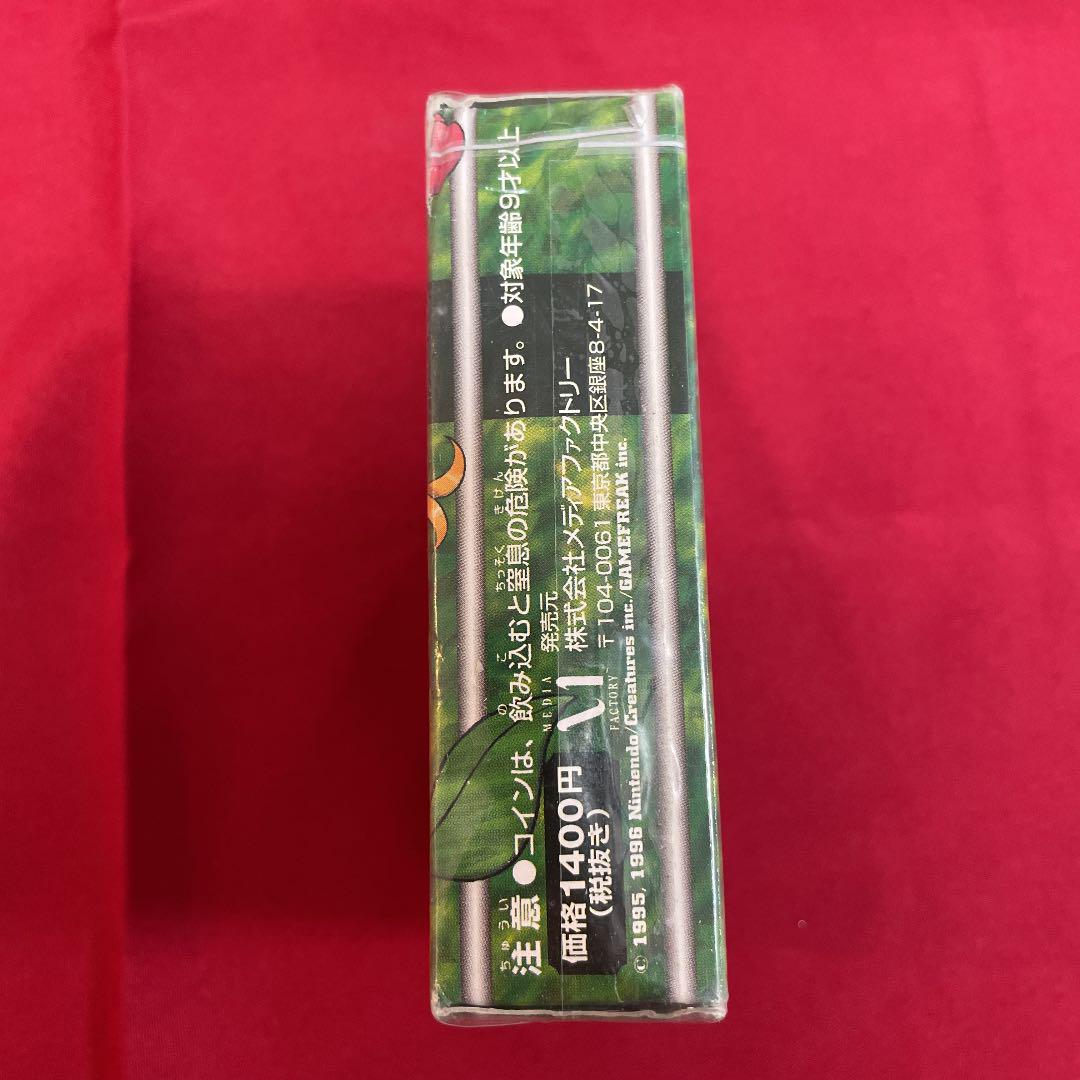 注意 ●コインは、飲み込むと窒息の危険があります。 ●対象年齢9才以上
ちゅうい の こ ちっそく きけん
価格1400円
(税抜き)
MEDIA
FACTORY
発売元
株式会社メディアファクトリー
〒104-0061 東京都中央区銀座8-4-17
© 1995, 1996 Nintendo/Creatures inc./GAMEFREAK inc.